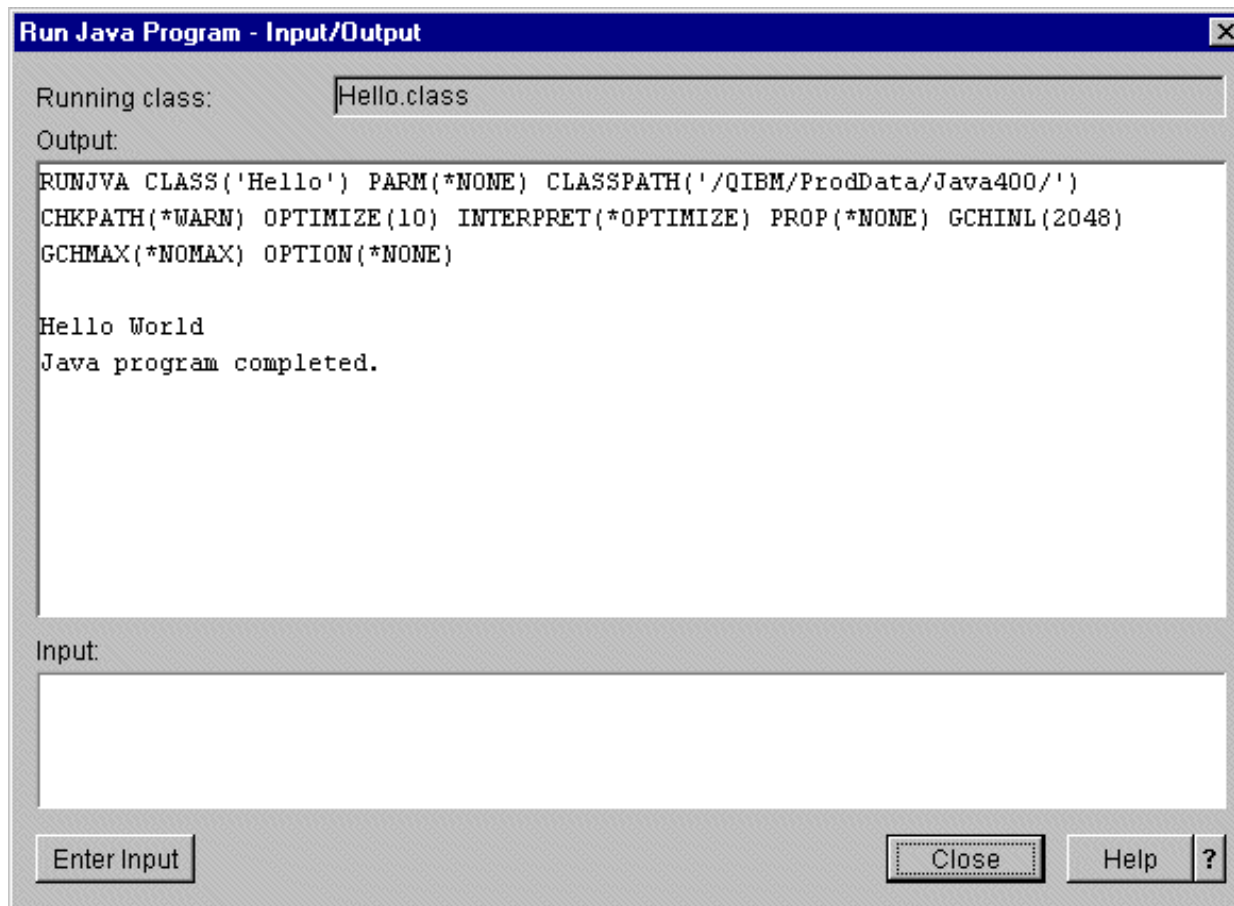 Run Java Program - Input/Output
Running class:
Hello.class
Output:
RUNJVA CLASS('Hello') PARM(*NONE) CLASSPATH('/QIBM/ProdData/Java400/')
CHKPATH(*WARN) OPTIMIZE(10) INTERPRET(*OPTIMIZE) PROP(*NONE) GCHINL(2048)
GCHMAX(*NOMAX) OPTION(*NONE)
Hello World
Java program completed.
Input:
Enter Input
Close
Help
?